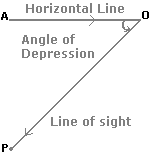 Horizontal Line
A O
Angle of
Depression
Line of sight
P